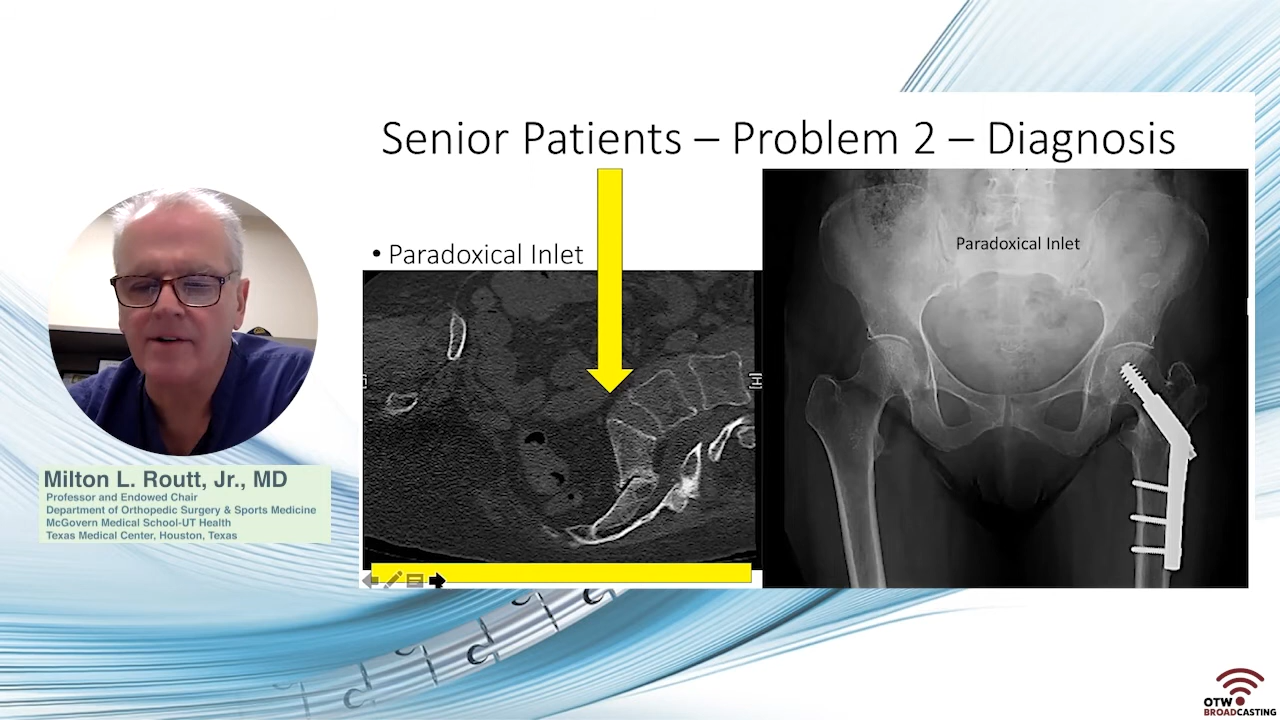 Senior Patients – Problem 2 – Diagnosis
• Paradoxical Inlet
Paradoxical Inlet
Milton L. Routt, Jr., MD
Professor and Endowed Chair
Department of Orthopedic Surgery & Sports Medicine
McGovern Medical School-UT Health
Texas Medical Center, Houston, Texas
OTW
BROADCASTING